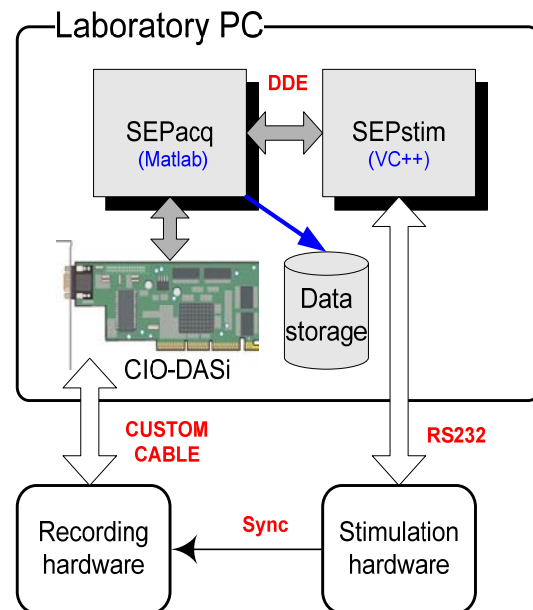 Laboratory PC
DDE
SEPacq
(Matlab)
SEPstim
(VC++)
Data
storage
CIO-DASi
CUSTOM
CABLE
RS232
Recording
hardware
Sync
Stimulation
hardware